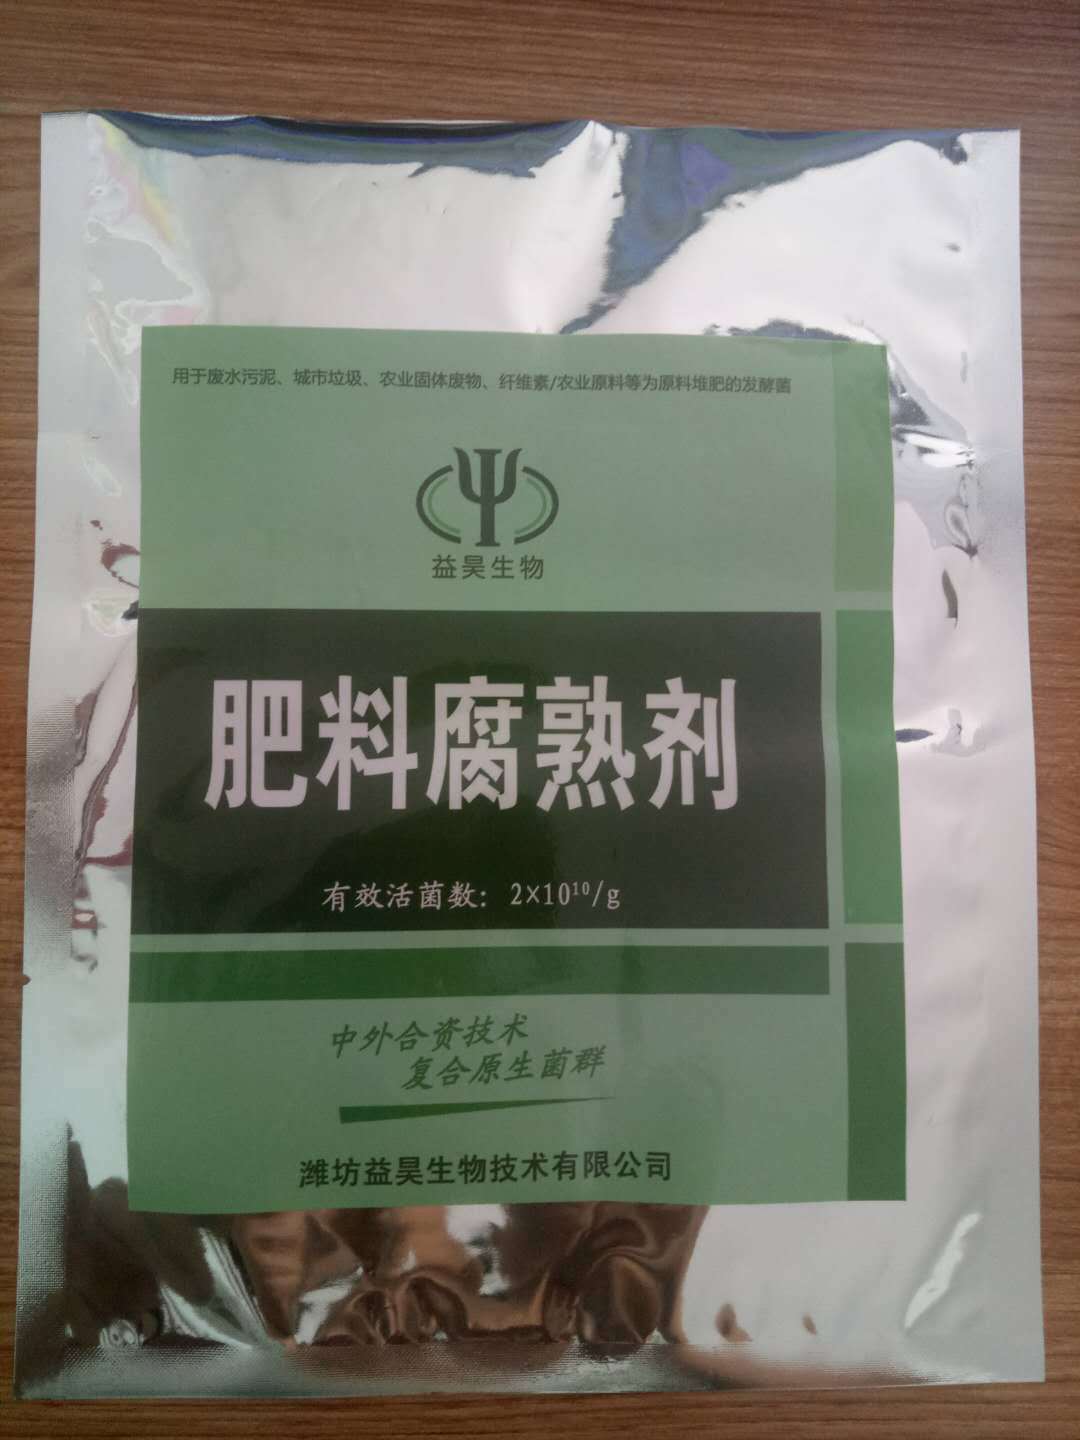 用于废水污泥、城市垃圾、农业固体废物、纤维素/农业原料等为原料堆肥的发酵菌
益昊生物
肥料腐熟剂
有效活菌数：2×10¹⁰/g
中外合资技术
复合原生菌群
潍坊益昊生物技术有限公司